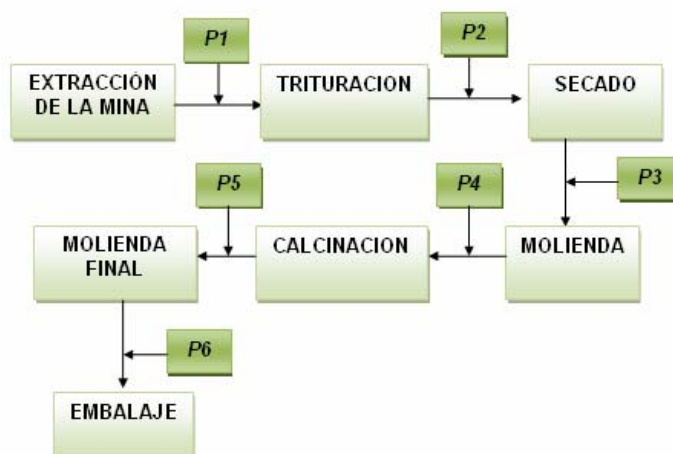 P1
P2
EXTRACCIÓN
DE LA MINA
TRITURACION
SECADO
P5
P4
P3
MOLIENDA
FINAL
CALCINACION
MOLIENDA
P6
EMBALAJE